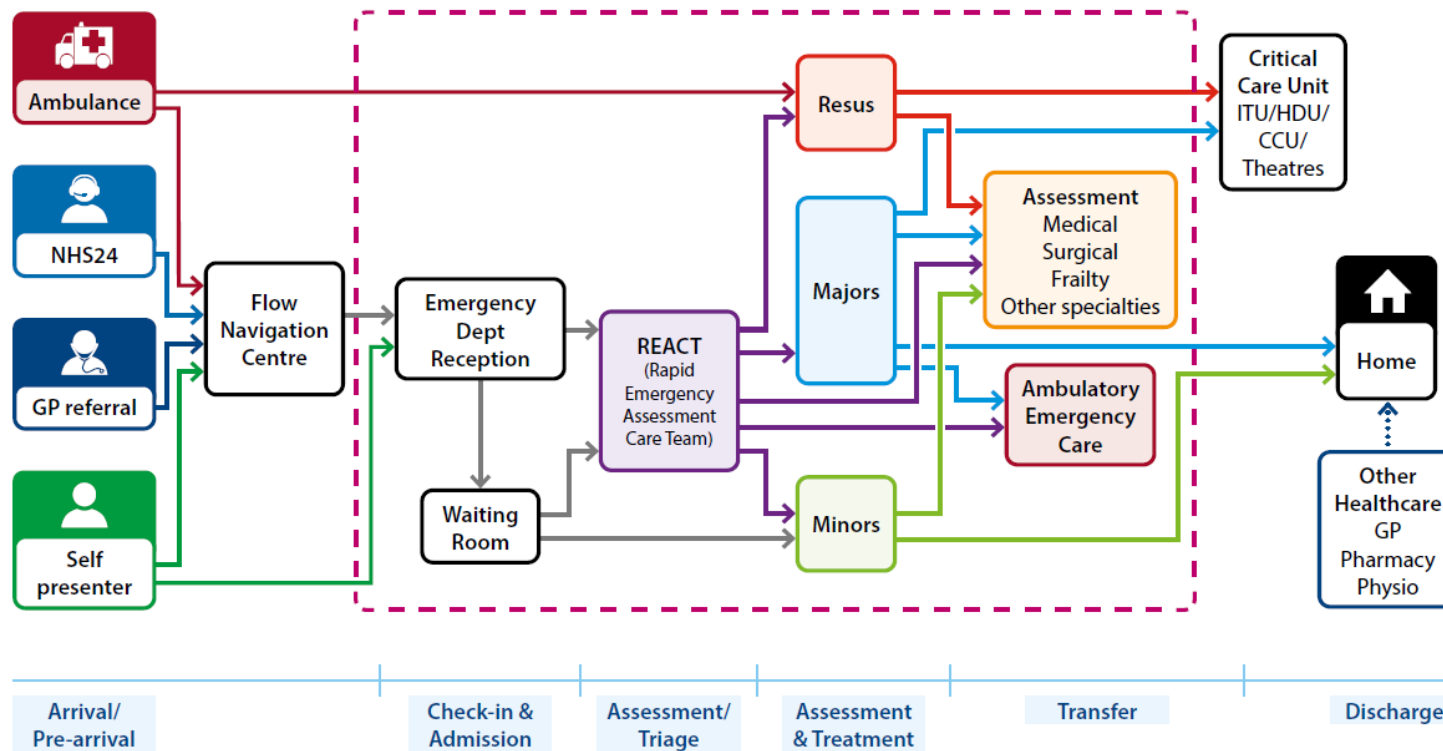 Ambulance
NHS24
GP referral
Self
presenter
Flow
Navigation
Centre
Emergency
Dept
Reception
Waiting
Room
REACT
(Rapid
Emergency
Assessment
Care Team)
Resus
Majors
Minors
Assessment
Medical
Surgical
Frailty
Other specialties
Ambulatory
Emergency
Care
Critical
Care Unit
ITU/HDU/
CCU/
Theatres
Home
Other
Healthcare
GP
Pharmacy
Physio
Arrival/
Pre-arrival
Check-in &
Admission
Assessment/
Triage
Assessment
& Treatment
Transfer
Discharge